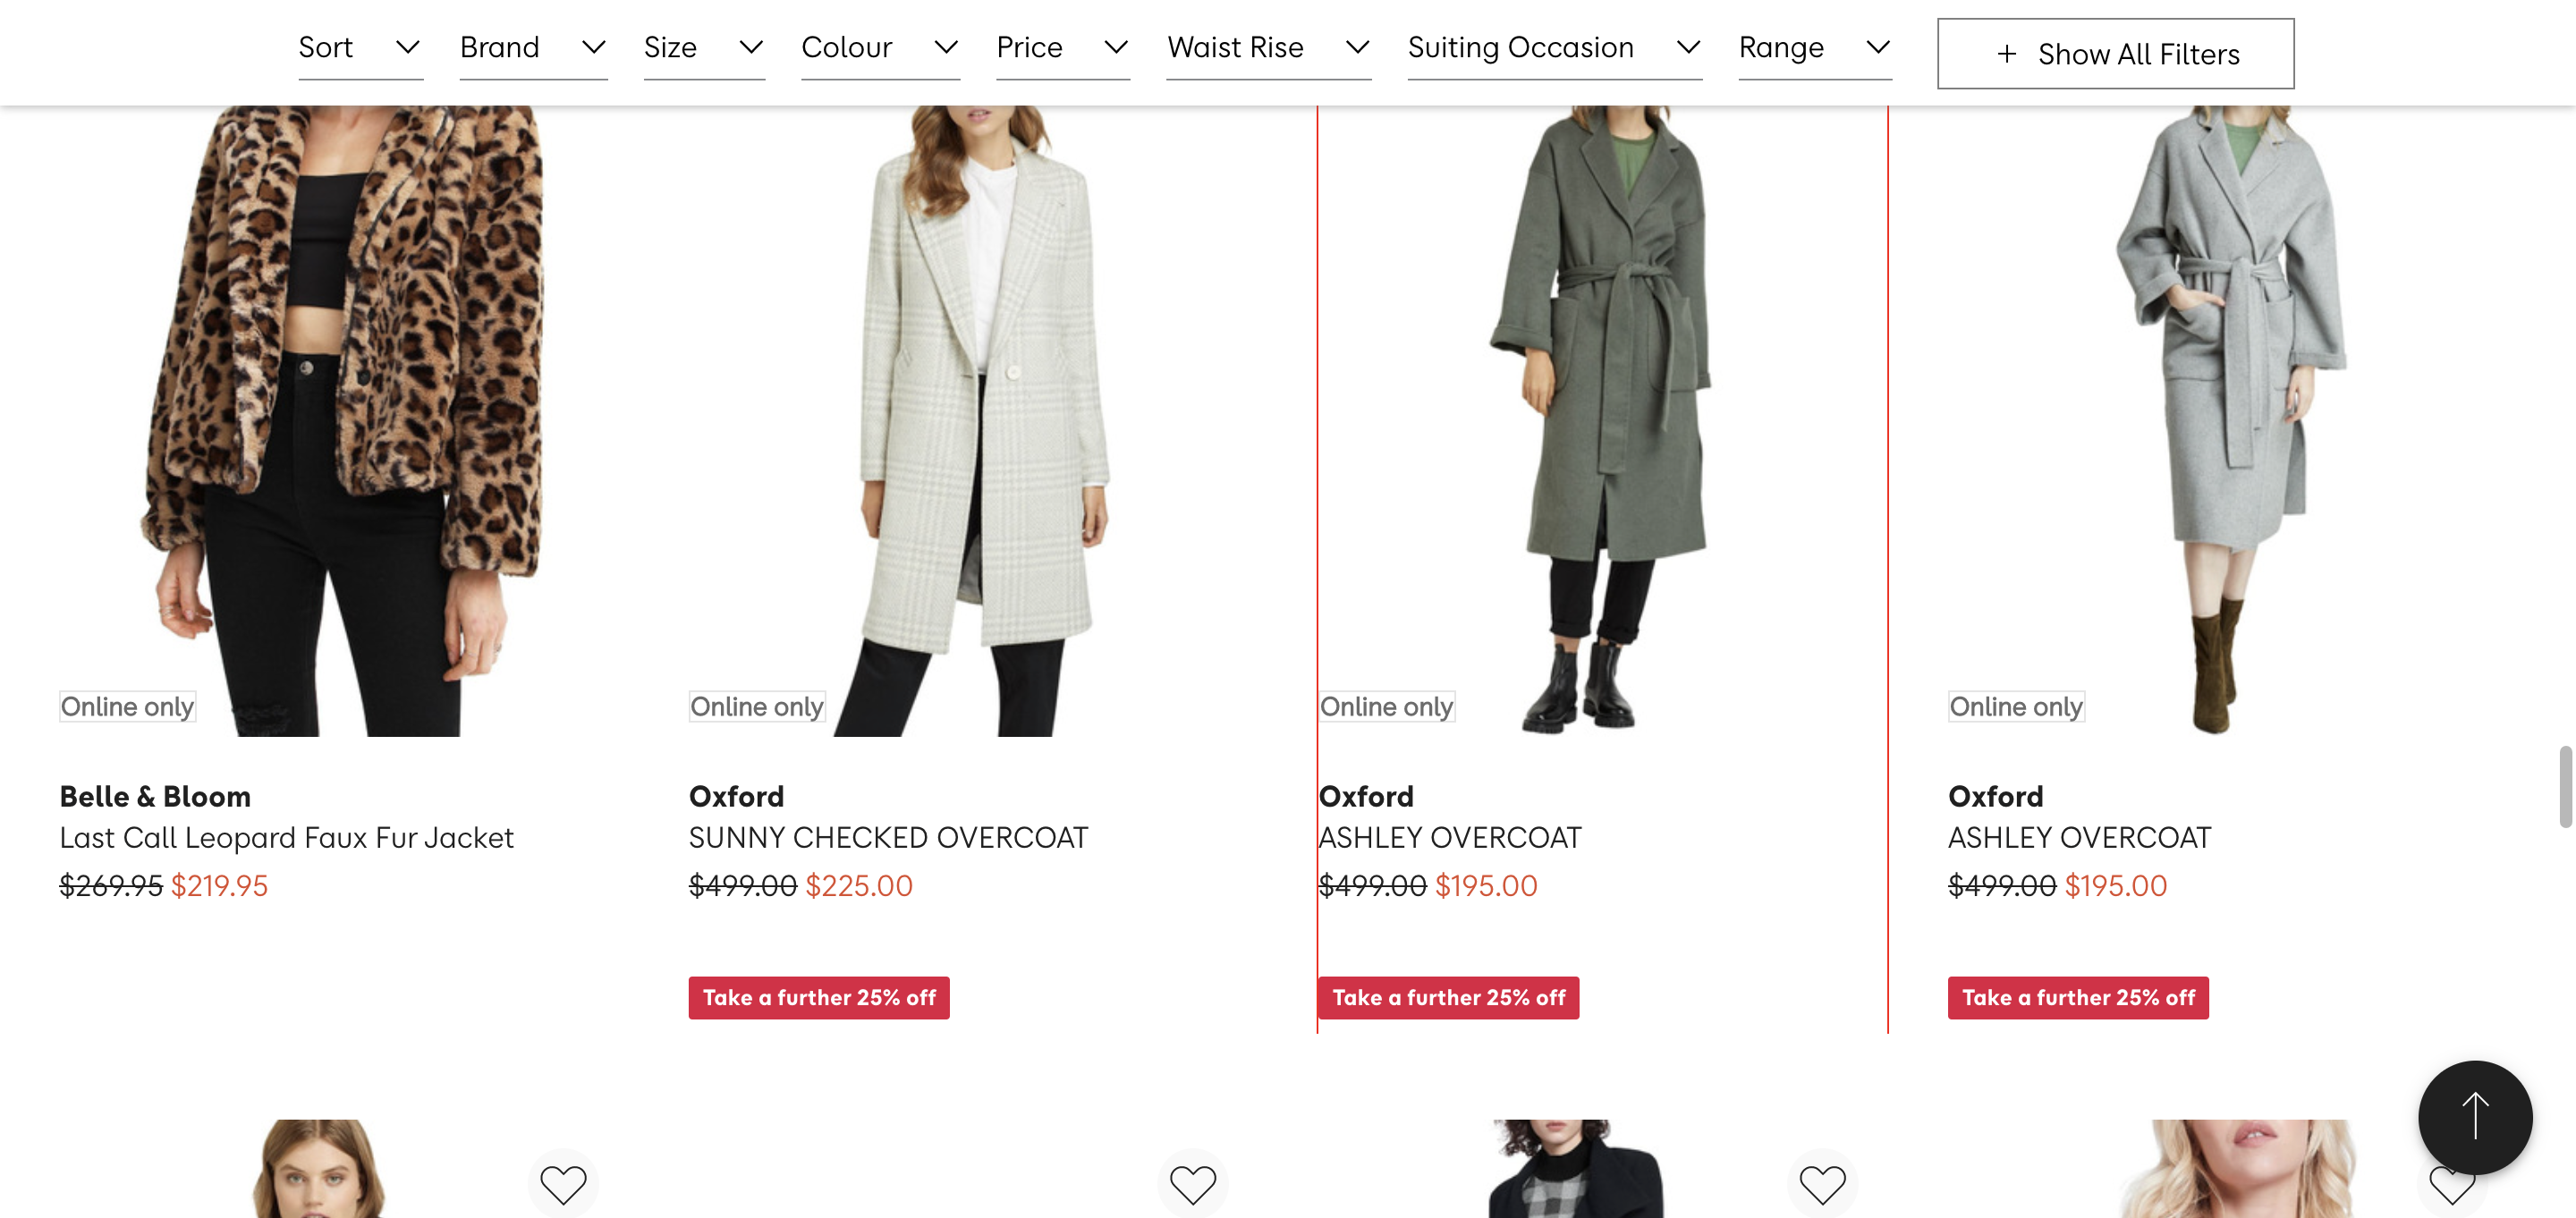 Sort
Brand
Size
Colour
Price
Waist Rise
Suiting Occasion
Range
+ Show All Filters
Online only
Online only
Online only
Online only
Belle & Bloom
Last Call Leopard Faux Fur Jacket
$269.95 $219.95
Oxford
SUNNY CHECKED OVERCOAT
$499.00 $225.00
Take a further 25% off
Oxford
ASHLEY OVERCOAT
$499.00 $195.00
Take a further 25% off
Oxford
ASHLEY OVERCOAT
$499.00 $195.00
Take a further 25% off